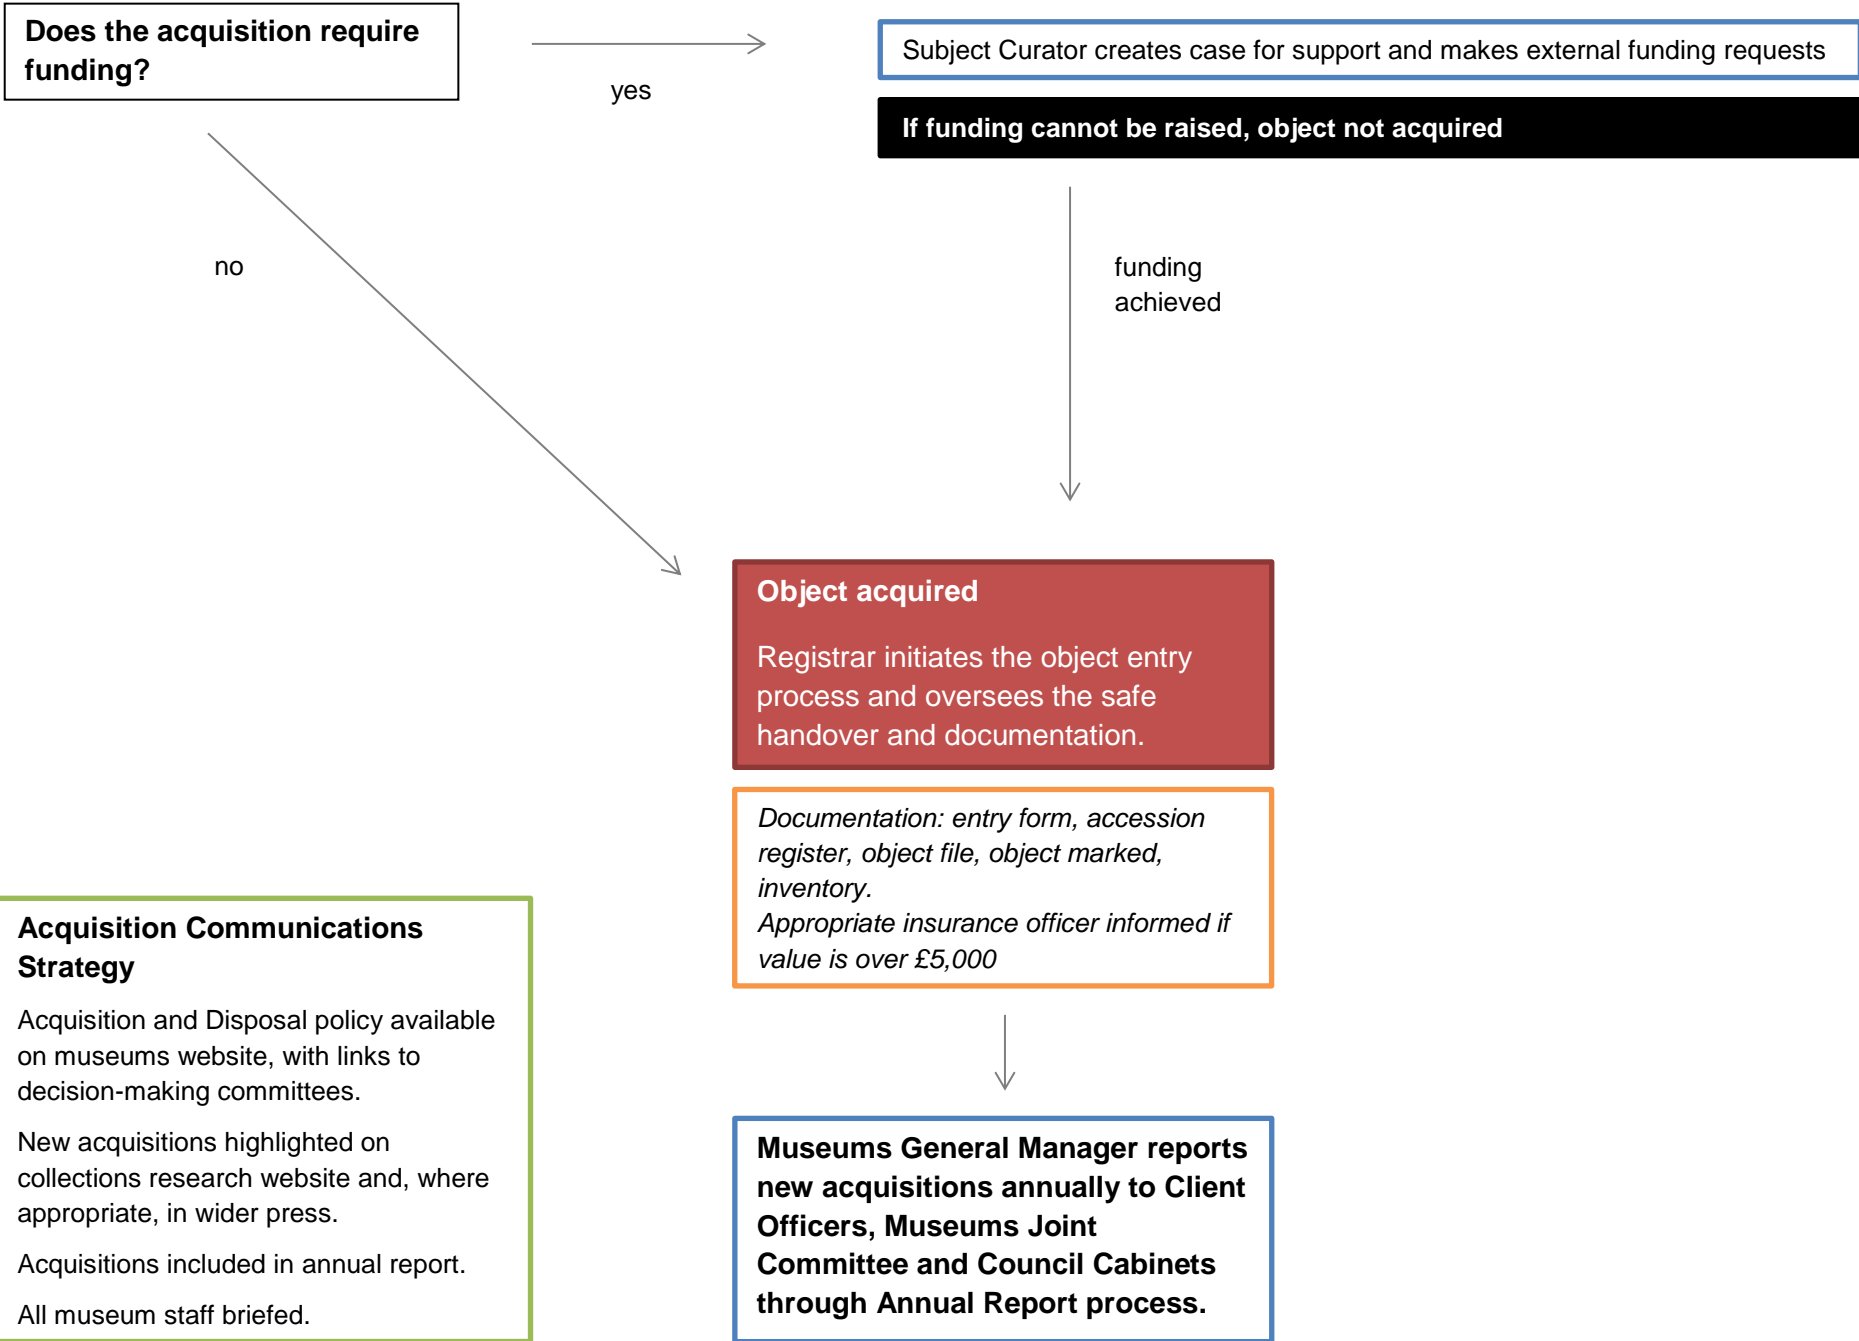 Does the acquisition require
funding?
yes
Subject Curator creates case for support and makes external funding requests
If funding cannot be raised, object not acquired
no
funding
achieved
Object acquired
Registrar initiates the object entry
process and oversees the safe
handover and documentation.
Documentation: entry form, accession
register, object file, object marked,
inventory.
Appropriate insurance officer informed if
value is over £5,000
Acquisition Communications
Strategy
Acquisition and Disposal policy available
on museums website, with links to
decision-making committees.
New acquisitions highlighted on
collections research website and, where
appropriate, in wider press.
Acquisitions included in annual report.
All museum staff briefed.
Museums General Manager reports
new acquisitions annually to Client
Officers, Museums Joint
Committee and Council Cabinets
through Annual Report process.